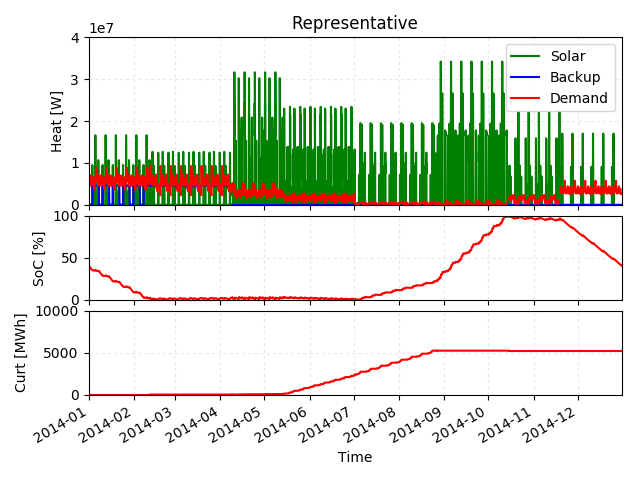 Representative
1e7
4
3
2
1
0
Heat [W]
Solar
Backup
Demand
100
50
0
SoC [%]
10000
5000
0
Curt [MWh]
2014-01
2014-02
2014-03
2014-04
2014-05
2014-06
2014-07
2014-08
2014-09
2014-10
2014-11
2014-12
Time